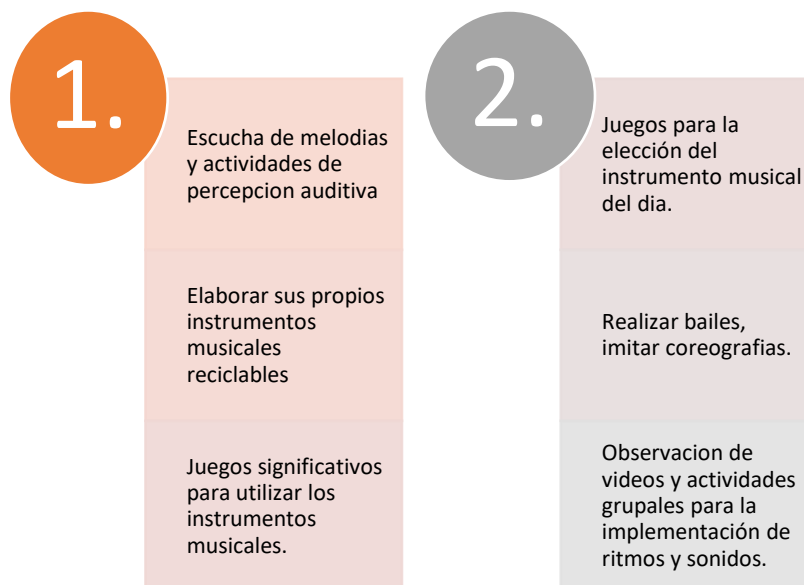 1.
Escucha de melodias
y actividades de
percepcion auditiva
Elaborar sus propios
instrumentos
musicales
reciclables
Juegos significativos
para utilizar los
instrumentos
musicales.
2.
Juegos para la
elección del
instrumento musical
del dia.
Realizar bailes,
imitar coreografias.
Observacion de
videos y actividades
grupales para la
implementación de
ritmos y sonidos.